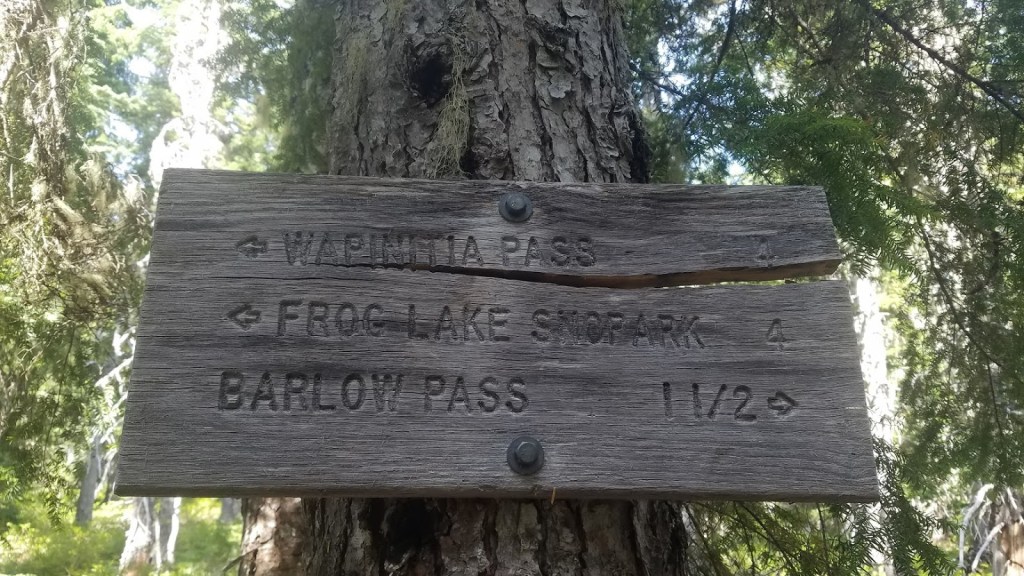 ← WAPINITIA PASS 4
← FROG LAKE SNOPARK 4
BARLOW PASS 1 1/2 →